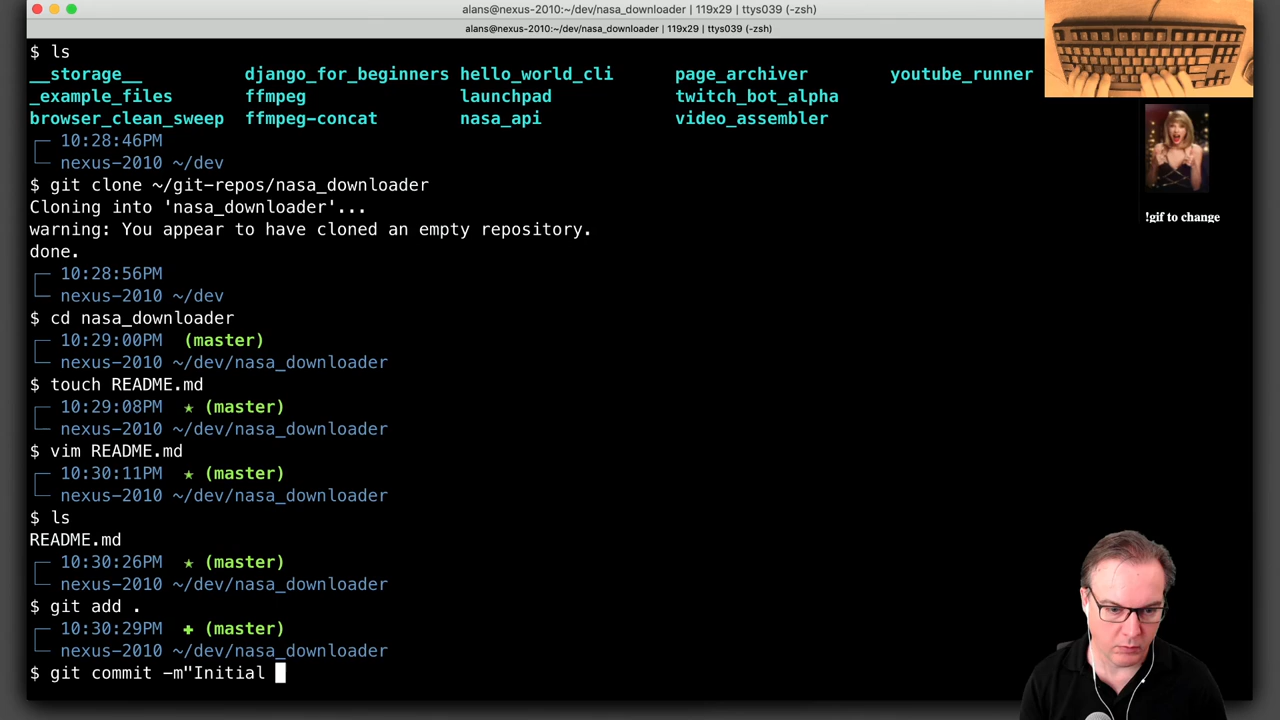 alans@nexus-2010:~/dev/nasa_downloader | 119x29 | ttys039 (-zsh)
alans@nexus-2010:~/dev/nasa_downloader | 119x29 | ttys039 (-zsh)
$ ls
__storage__ django_for_beginners hello_world_cli page_archiver youtube_runner
_example_files ffmpeg launchpad twitch_bot_alpha
browser_clean_sweep ffmpeg-concat nasa_api video_assembler
10:28:46PM
nexus-2010 ~/dev
$ git clone ~/git-repos/nasa_downloader
Cloning into 'nasa_downloader'...
warning: You appear to have cloned an empty repository.
done.
10:28:56PM
nexus-2010 ~/dev
$ cd nasa_downloader
10:29:00PM (master)
nexus-2010 ~/dev/nasa_downloader
$ touch README.md
10:29:08PM ★ (master)
nexus-2010 ~/dev/nasa_downloader
$ vim README.md
10:30:11PM ★ (master)
nexus-2010 ~/dev/nasa_downloader
$ ls
README.md
10:30:26PM ★ (master)
nexus-2010 ~/dev/nasa_downloader
$ git add .
10:30:29PM ✚ (master)
nexus-2010 ~/dev/nasa_downloader
$ git commit -m"Initial
!gif to change